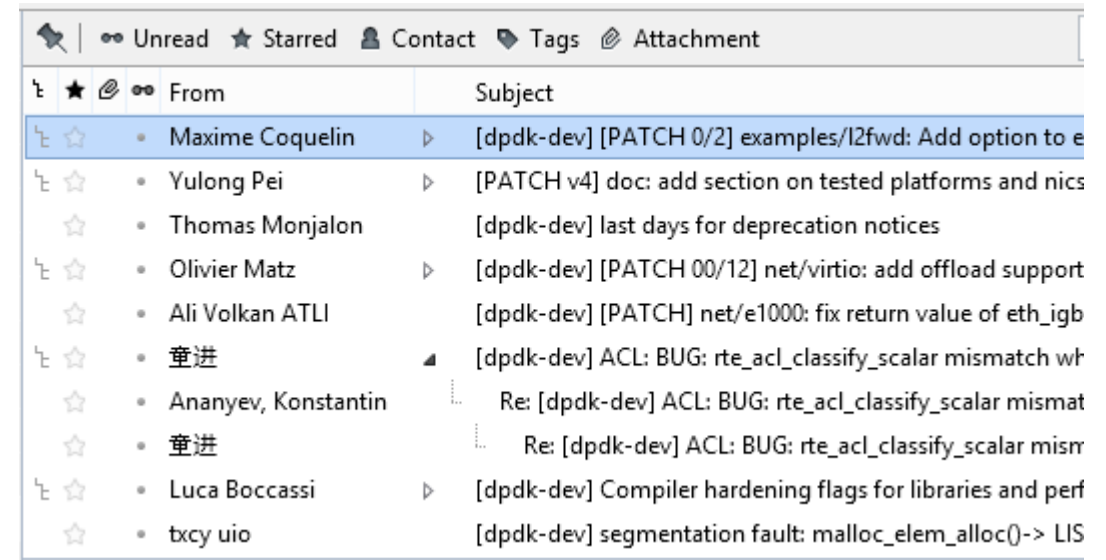 Unread Starred Contact Tags Attachment
From Subject
Maxime Coquelin [dpdk-dev] [PATCH 0/2] examples/l2fwd: Add option to e
Yulong Pei [PATCH v4] doc: add section on tested platforms and nics
Thomas Monjalon [dpdk-dev] last days for deprecation notices
Olivier Matz [dpdk-dev] [PATCH 00/12] net/virtio: add offload support
Ali Volkan ATLI [dpdk-dev] [PATCH] net/e1000: fix return value of eth_igb
童进 [dpdk-dev] ACL: BUG: rte_acl_classify_scalar mismatch wh
Ananyev, Konstantin Re: [dpdk-dev] ACL: BUG: rte_acl_classify_scalar mismat
童进 Re: [dpdk-dev] ACL: BUG: rte_acl_classify_scalar mism
Luca Boccassi [dpdk-dev] Compiler hardening flags for libraries and perf
txcy uio [dpdk-dev] segmentation fault: malloc_elem_alloc()-> LIS